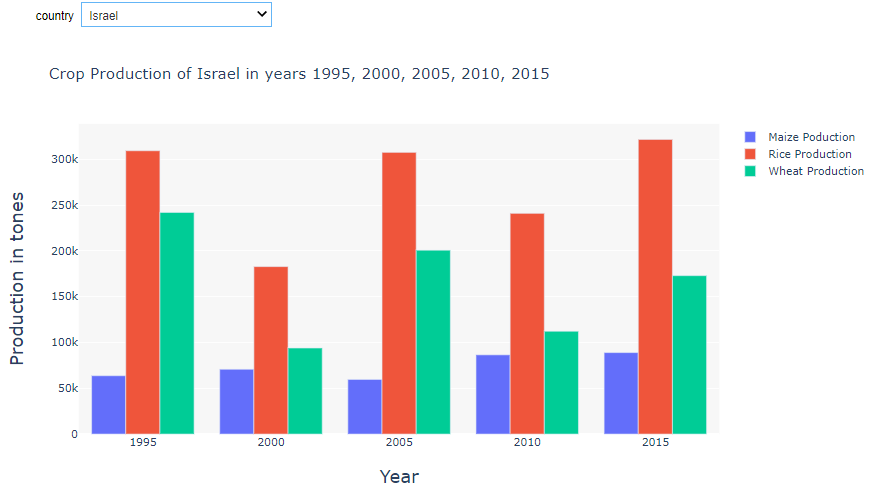 country Israel
Crop Production of Israel in years 1995, 2000, 2005, 2010, 2015
Maize Poduction
Rice Production
Wheat Production
Production in tones
300k
250k
200k
150k
100k
50k
0
1995 2000 2005 2010 2015
Year